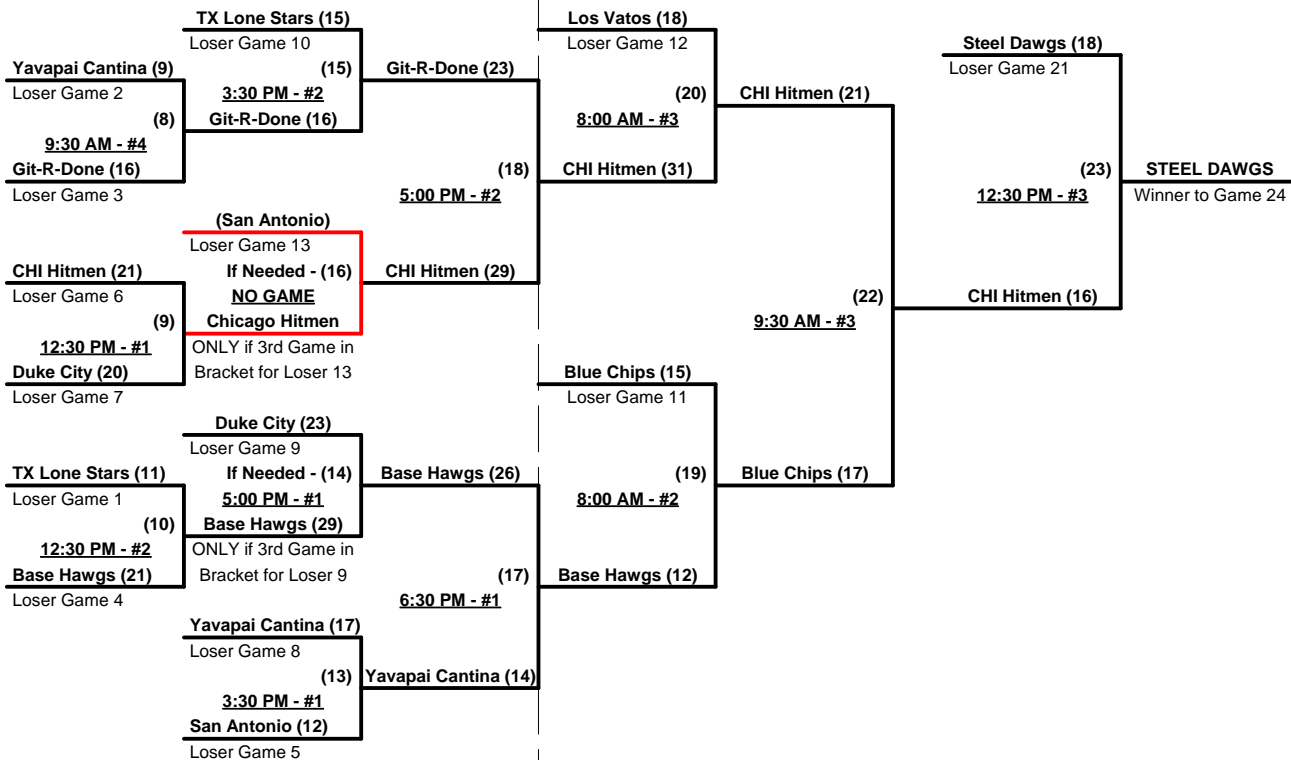 TX Lone Stars (15)
Loser Game 10
Yavapai Cantina (9)
Loser Game 2
(15)
3:30 PM - #2
Git-R-Done (23)
(8)
9:30 AM - #4
Git-R-Done (16)
Git-R-Done (16)
Loser Game 3
(18)
5:00 PM - #2
(San Antonio)
Loser Game 13
CHI Hitmen (21)
Loser Game 6
If Needed - (16)
NO GAME
CHI Hitmen (29)
(9)
12:30 PM - #1
Chicago Hitmen
ONLY if 3rd Game in
Bracket for Loser 13
Duke City (20)
Loser Game 7
Duke City (23)
Loser Game 9
TX Lone Stars (11)
Loser Game 1
If Needed - (14)
5:00 PM - #1
Base Hawgs (26)
(10)
12:30 PM - #2
Base Hawgs (29)
ONLY if 3rd Game in
Bracket for Loser 9
Base Hawgs (21)
Loser Game 4
(17)
6:30 PM - #1
Yavapai Cantina (17)
Loser Game 8
(13)
3:30 PM - #1
Yavapai Cantina (14)
San Antonio (12)
Loser Game 5
Los Vatos (18)
Loser Game 12
(20)
8:00 AM - #3
CHI Hitmen (21)
CHI Hitmen (31)
(22)
9:30 AM - #3
Blue Chips (15)
Loser Game 11
(19)
8:00 AM - #2
Blue Chips (17)
Base Hawgs (12)
Steel Dawgs (18)
Loser Game 21
(23)
12:30 PM - #3
STEEL DAWGS
Winner to Game 24
CHI Hitmen (16)